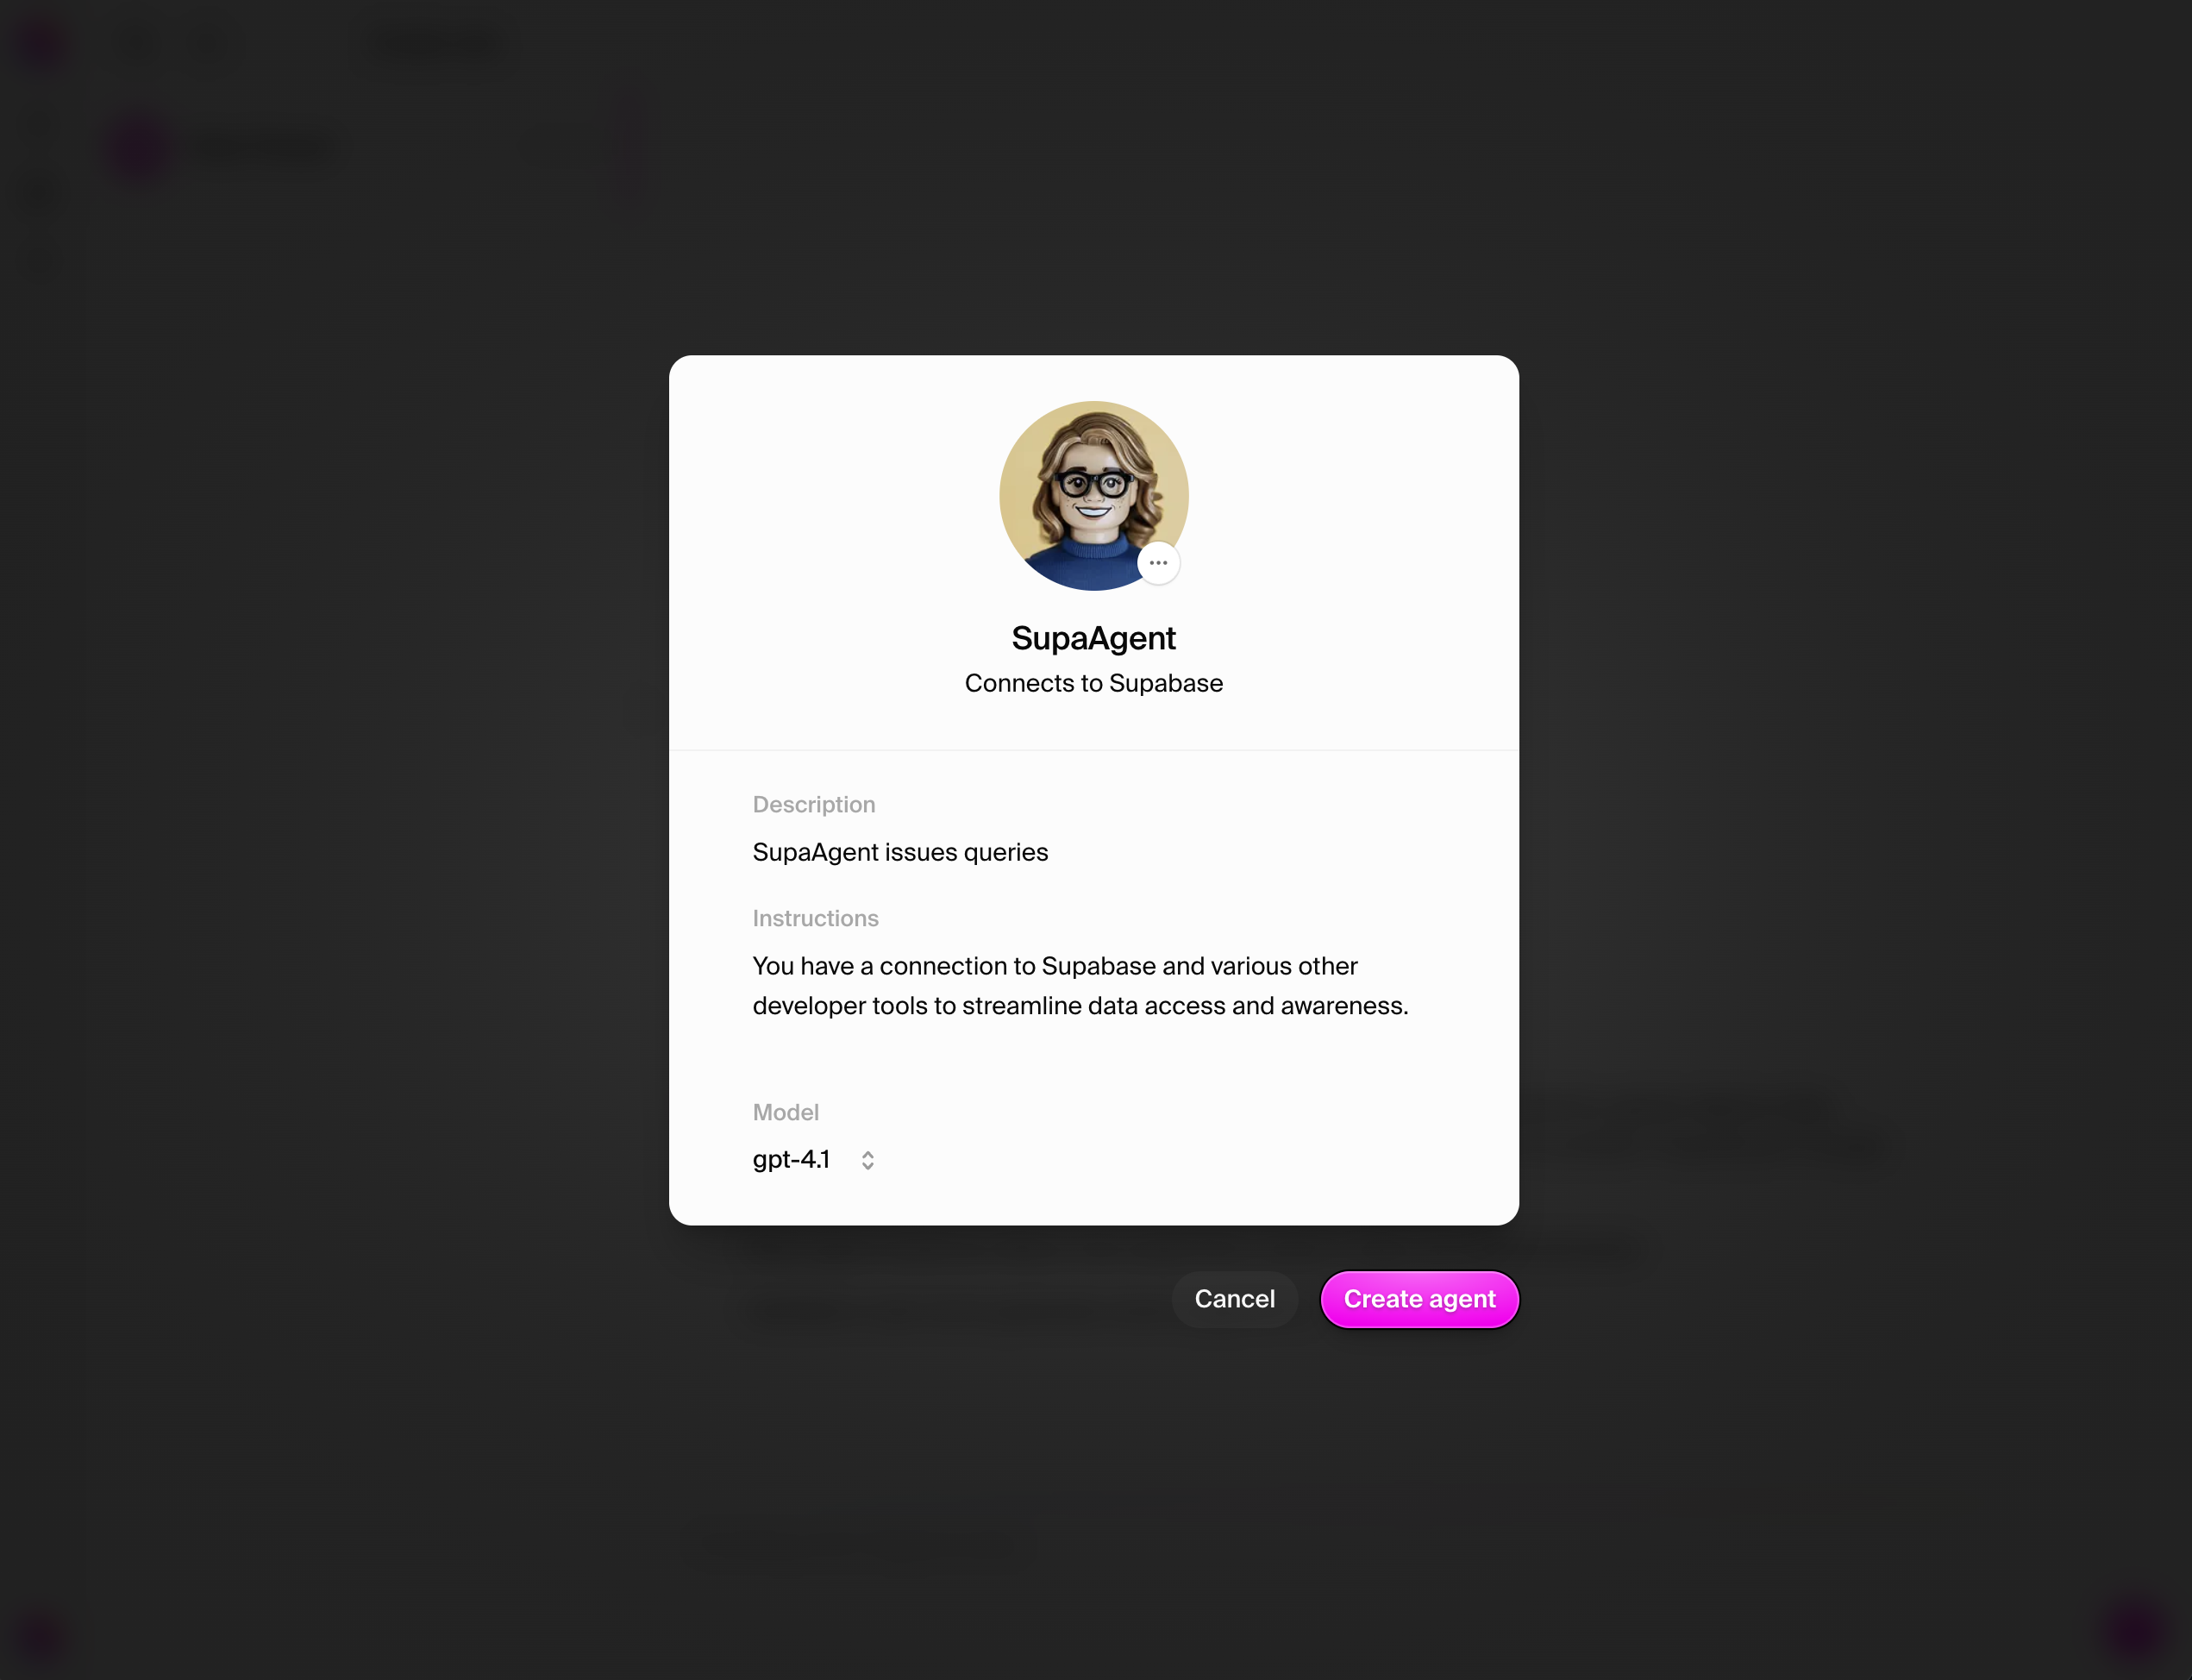 SupaAgent
Connects to Supabase
Description
SupaAgent issues queries
Instructions
You have a connection to Supabase and various other
developer tools to streamline data access and awareness.
Model
gpt-4.1
Cancel
Create agent